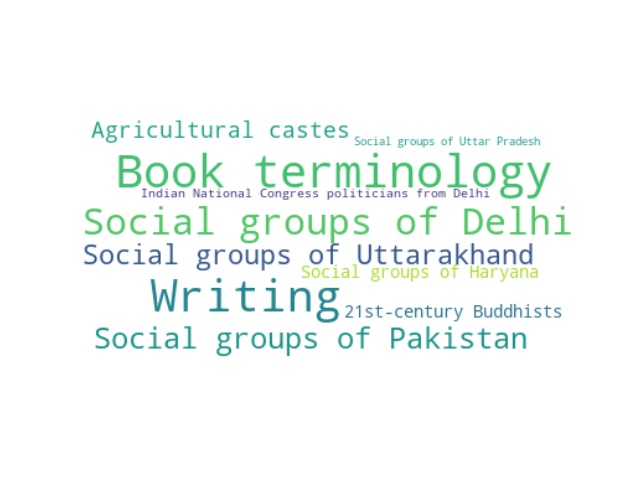 Agricultural castes
Social groups of Uttar Pradesh
Book terminology
Indian National Congress politicians from Delhi
Social groups of Delhi
Social groups of Uttarakhand
Social groups of Haryana
Writing
21st-century Buddhists
Social groups of Pakistan